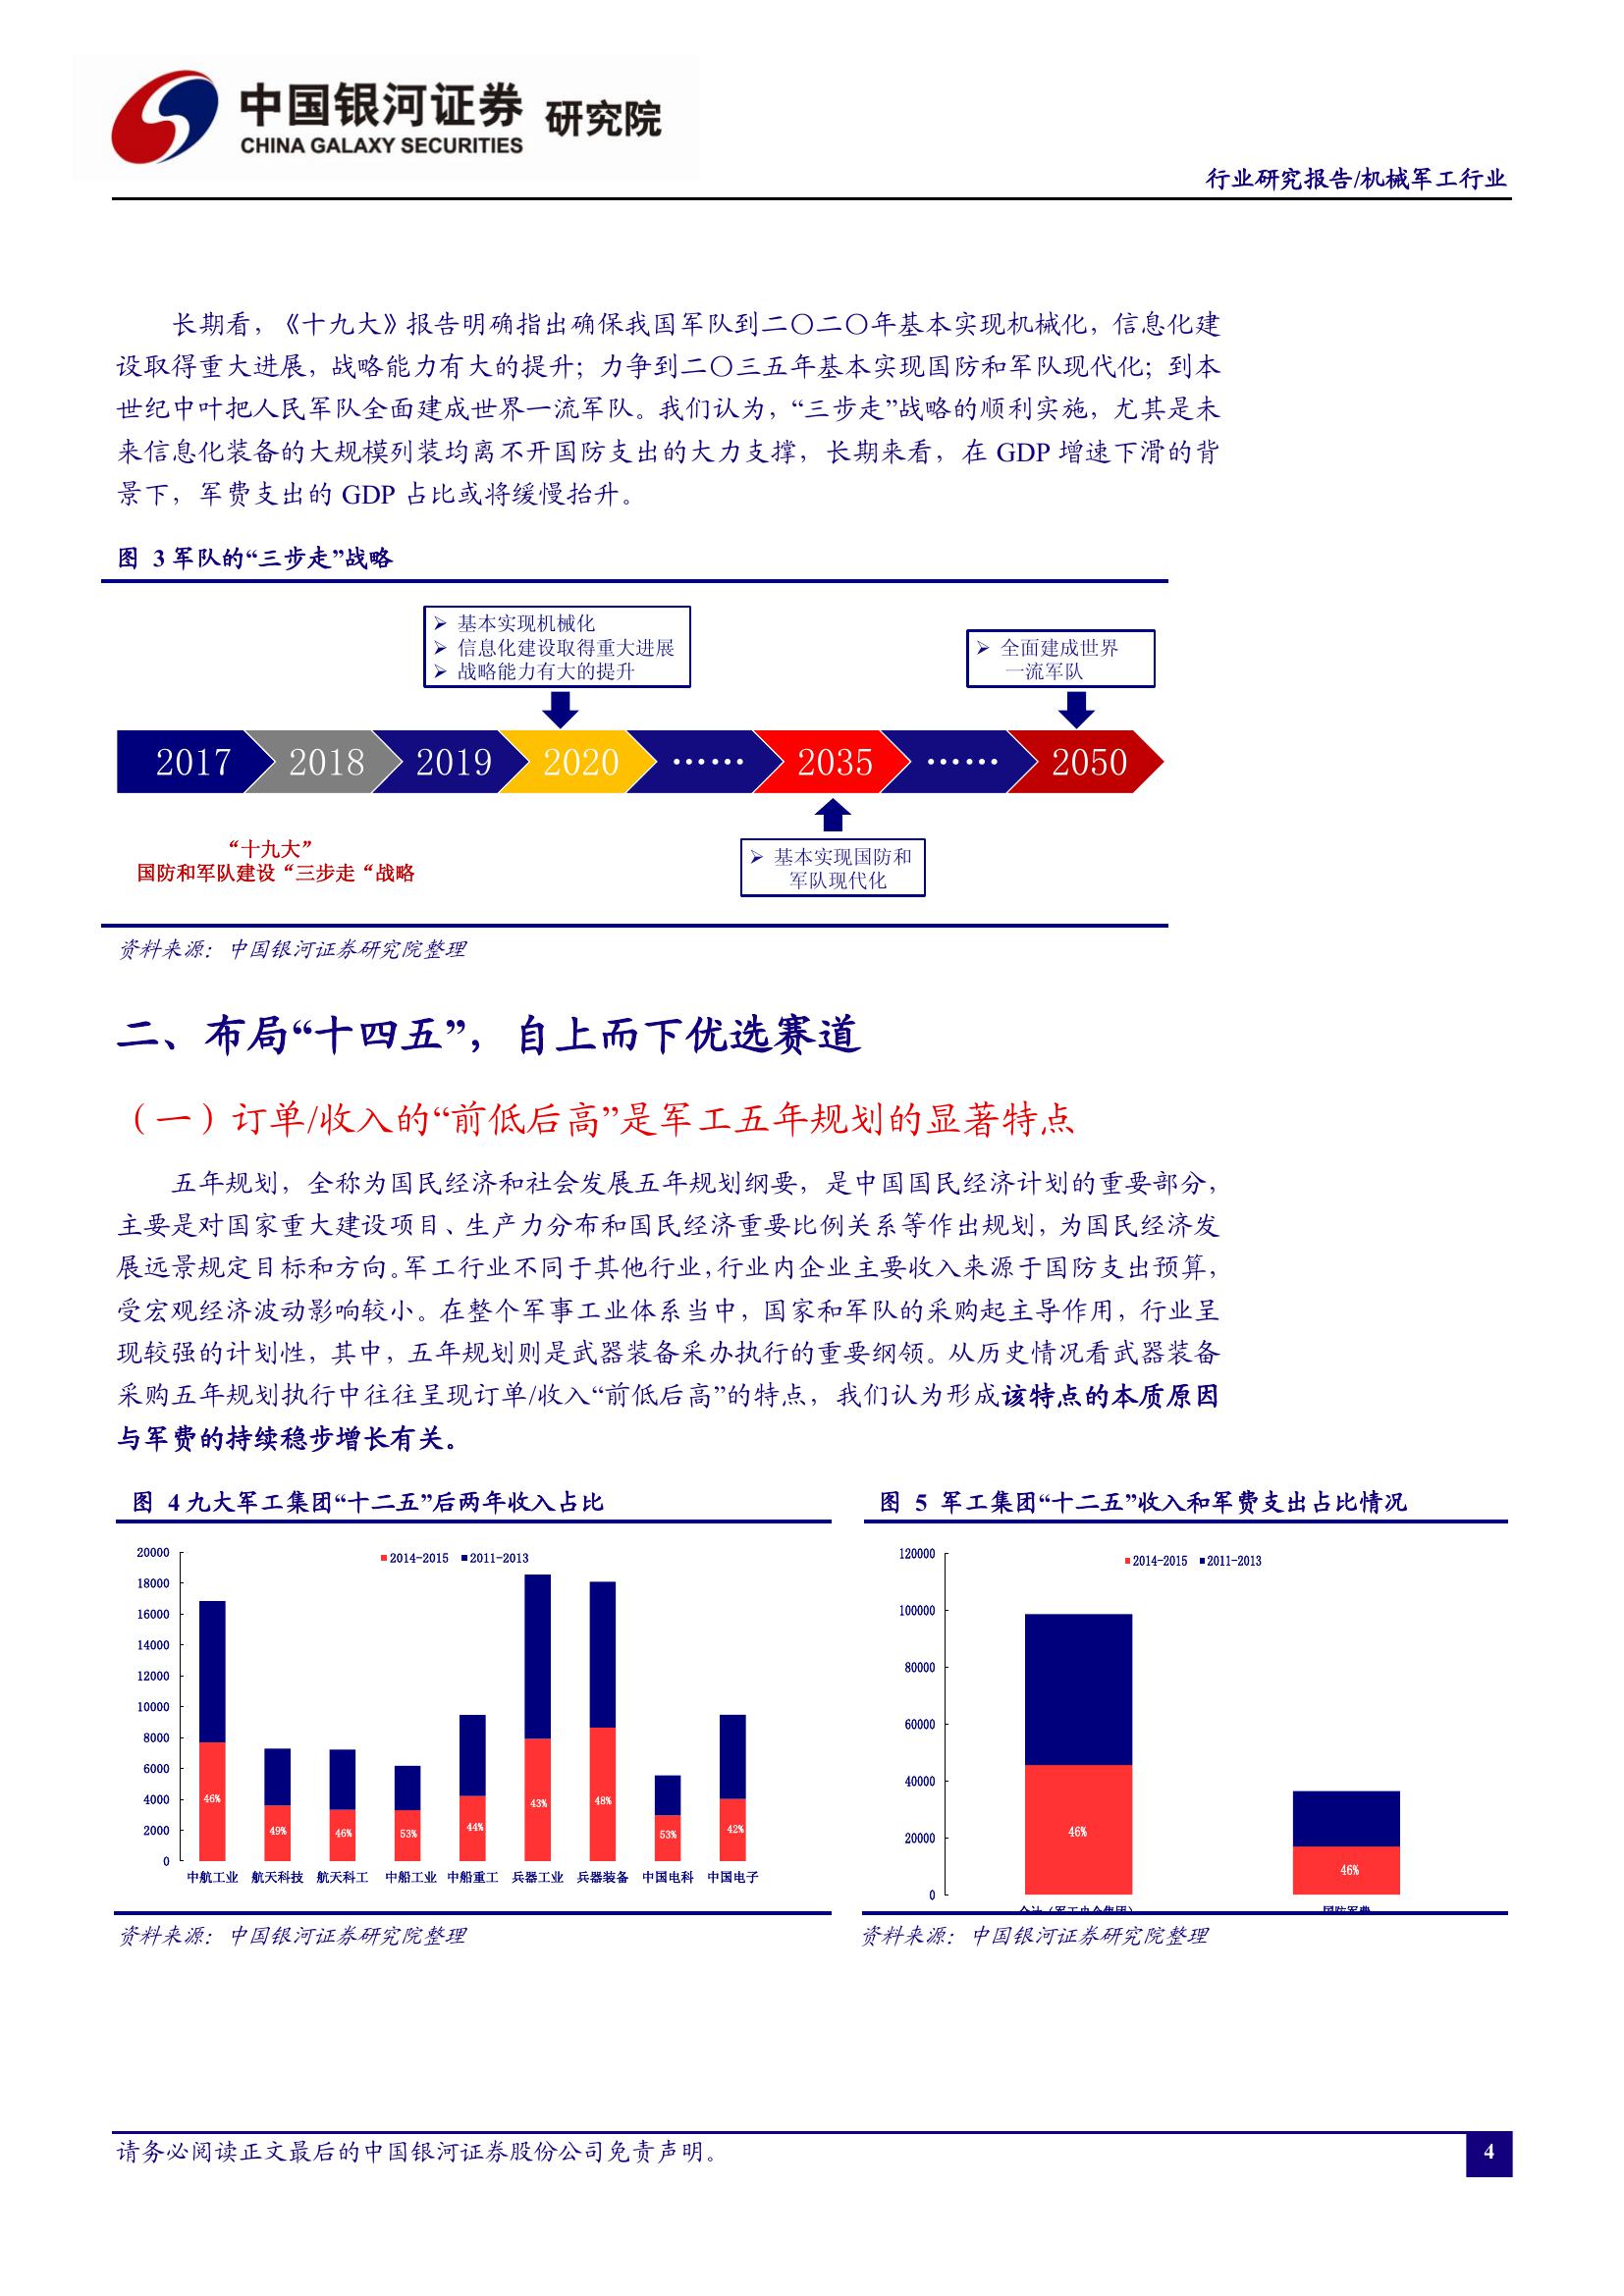 中国银河证券 研究院
CHINA GALAXY SECURITIES
行业研究报告/机械军工行业
长期看，《十九大》报告明确指出确保我国军队到二〇二〇年基本实现机械化，信息化建
设取得重大进展，战略能力有大的提升；力争到二〇三五年基本实现国防和军队现代化；到本
世纪中叶把人民军队全面建成世界一流军队。我们认为，“三步走”战略的顺利实施，尤其是未
来信息化装备的大规模列装均离不开国防支出的大力支撑，长期来看，在 GDP 增速下滑的背
景下，军费支出的 GDP 占比或将缓慢抬升。
图 3 军队的“三步走”战略
➢ 基本实现机械化
➢ 信息化建设取得重大进展
➢ 战略能力有大的提升
➢ 全面建成世界
一流军队
2017 2018 2019 2020 …… 2035 …… 2050
“十九大”
国防和军队建设“三步走“战略
➢ 基本实现国防和
军队现代化
资料来源：中国银河证券研究院整理
二、布局“十四五”，自上而下优选赛道
（一）订单/收入的“前低后高”是军工五年规划的显著特点
五年规划，全称为国民经济和社会发展五年规划纲要，是中国国民经济计划的重要部分，
主要是对国家重大建设项目、生产力分布和国民经济重要比例关系等作出规划，为国民经济发
展远景规定目标和方向。军工行业不同于其他行业，行业内企业主要收入来源于国防支出预算，
受宏观经济波动影响较小。在整个军事工业体系当中，国家和军队的采购起主导作用，行业呈
现较强的计划性，其中，五年规划则是武器装备采办执行的重要纲领。从历史情况看武器装备
采购五年规划执行中往往呈现订单/收入“前低后高”的特点，我们认为形成该特点的本质原因
与军费的持续稳步增长有关。
图 4 九大军工集团“十二五”后两年收入占比
2014-2015 2011-2013
20000
18000
16000
14000
12000
10000
8000
6000
4000
2000
0
46% 49% 46% 53% 44% 43% 48% 53% 42%
中航工业 航天科技 航天科工 中船工业 中船重工 兵器工业 兵器装备 中国电科 中国电子
资料来源：中国银河证券研究院整理
图 5 军工集团“十二五”收入和军费支出占比情况
2014-2015 2011-2013
120000
100000
80000
60000
40000
20000
0
46% 46%
合计（军工央企集团） 国防军费
资料来源：中国银河证券研究院整理
请务必阅读正文最后的中国银河证券股份公司免责声明。
4